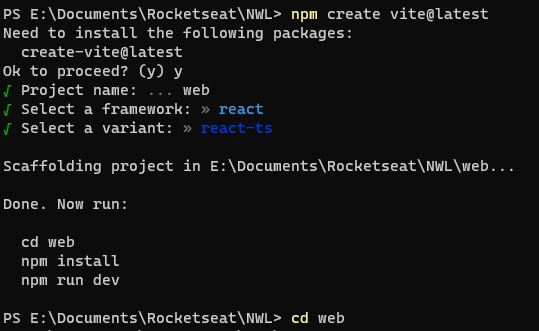 PS E:\Documents\Rocketseat\NWL> npm create vite@latest
Need to install the following packages:
  create-vite@latest
Ok to proceed? (y) y
√ Project name: ... web
√ Select a framework: » react
√ Select a variant: » react-ts

Scaffolding project in E:\Documents\Rocketseat\NWL\web...

Done. Now run:

  cd web
  npm install
  npm run dev

PS E:\Documents\Rocketseat\NWL> cd web